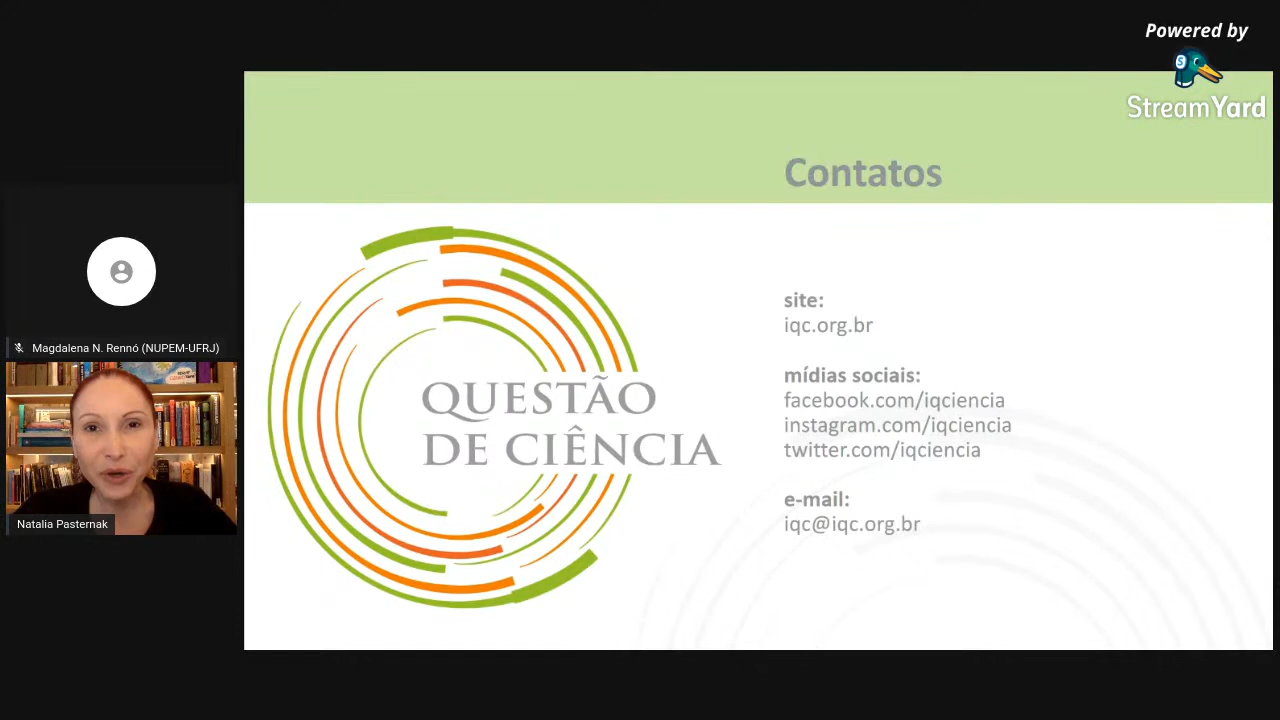 Powered by
StreamYard
Contatos
QUESTÃO
DE CIÊNCIA
site:
iqc.org.br
mídias sociais:
facebook.com/iqciencia
instagram.com/iqciencia
twitter.com/iqciencia
e-mail:
iqc@iqc.org.br
Magdalena N. Rennó (NUPEM-UFRJ)
Natalia Pasternak